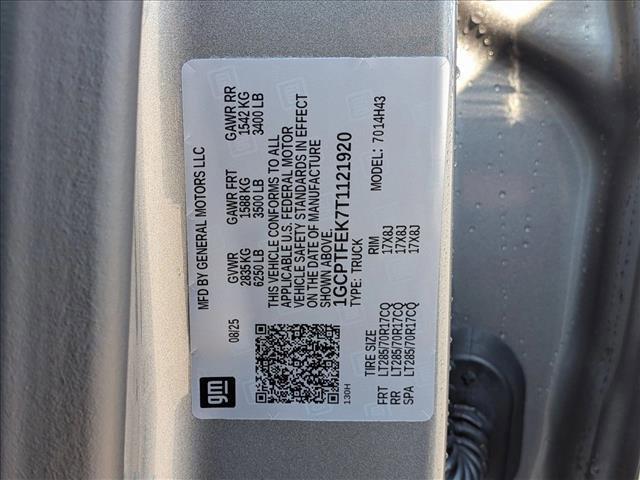 gm
MFD BY GENERAL MOTORS LLC
08/25
GVWR GAWR FRT GAWR RR
2835KG 1588 KG 1542 KG
6250 LB 3500 LB 3400 LB
THIS VEHICLE CONFORMS TO ALL
APPLICABLE U.S. FEDERAL MOTOR
VEHICLE SAFETY STANDARDS IN EFFECT
ON THE DATE OF MANUFACTURE
SHOWN ABOVE.
1GCPTFEK7T1121920
TYPE: TRUCK MODEL: 7014H43
130H
TIRE SIZE RIM
FRT LT285/70R17CQ 17X8J
RR LT285/70R17CQ 17X8J
SPA LT285/70R17CQ 17X8J